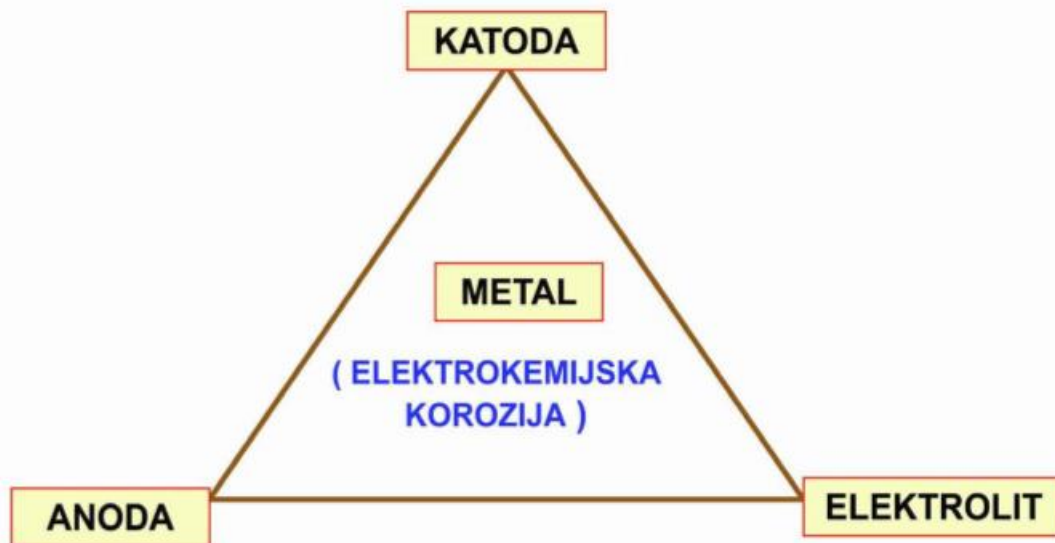 KATODA
METAL
( ELEKTROKEMIJSKA
KOROZIJA )
ANODA
ELEKTROLIT